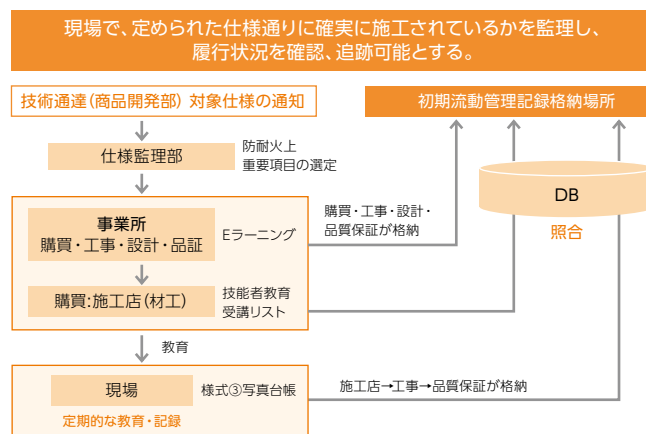 現場で、定められた仕様通りに確実に施工されているかを監理し、
履行状況を確認、追跡可能とする。
技術通達（商品開発部） 対象仕様の通知
初期流動管理記録格納場所
仕様監理部
防耐火上
重要項目の選定
DB
照合
事業所
購買・工事・設計・品証
Eラーニング
購買・工事・設計・
品質保証が格納
購買:施工店（材工）
技能者教育
受講リスト
教育
現場
様式③写真台帳
施工店→工事→品質保証が格納
定期的な教育・記録